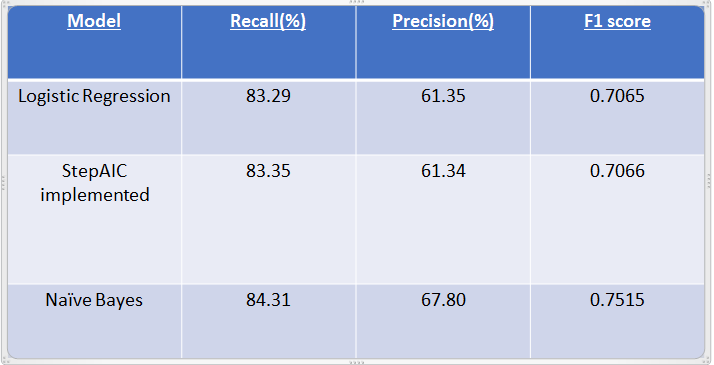 Model Recall(%) Precision(%) F1 score
Logistic Regression 83.29 61.35 0.7065
StepAIC 83.35 61.34 0.7066
implemented
Naïve Bayes 84.31 67.80 0.7515